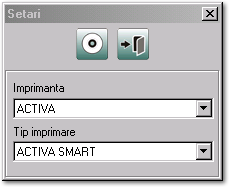 Setari
Imprimanta
ACTIVA
Tip imprimare
ACTIVA SMART